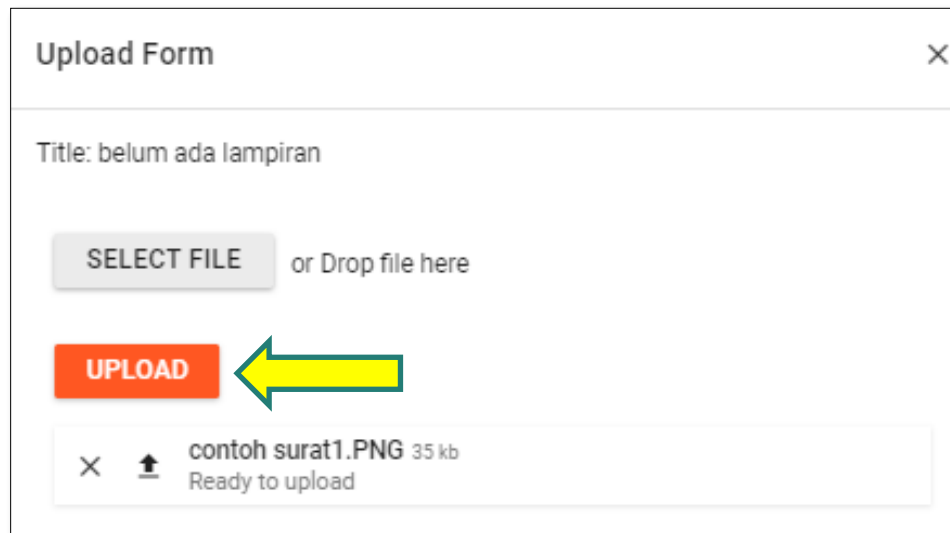 Upload Form
Title: belum ada lampiran
SELECT FILE or Drop file here
UPLOAD
contoh surat1.PNG 35 kb
Ready to upload